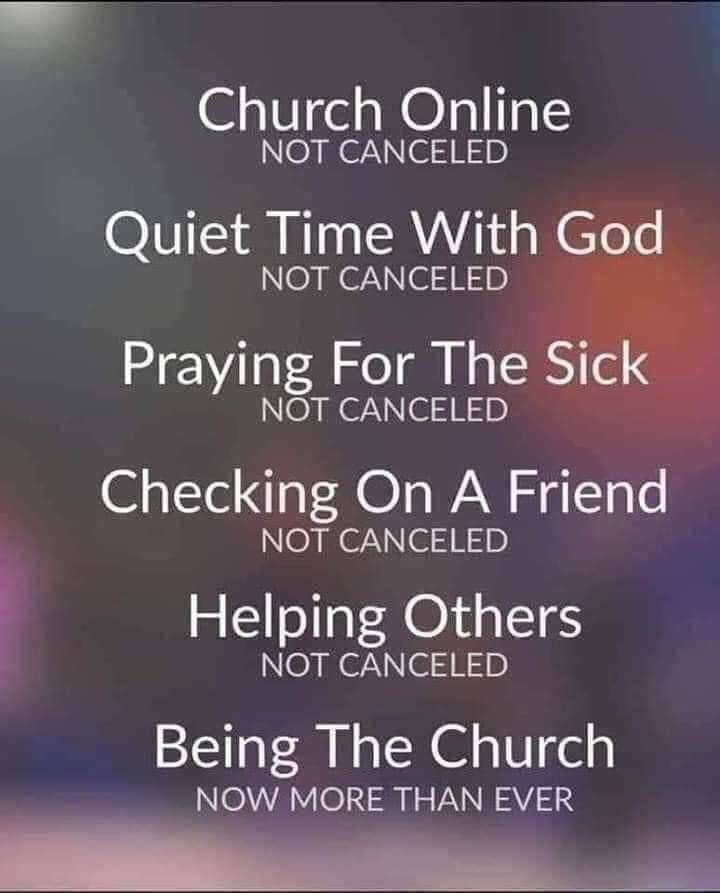 Church Online
NOT CANCELED
Quiet Time With God
NOT CANCELED
Praying For The Sick
NOT CANCELED
Checking On A Friend
NOT CANCELED
Helping Others
NOT CANCELED
Being The Church
NOW MORE THAN EVER